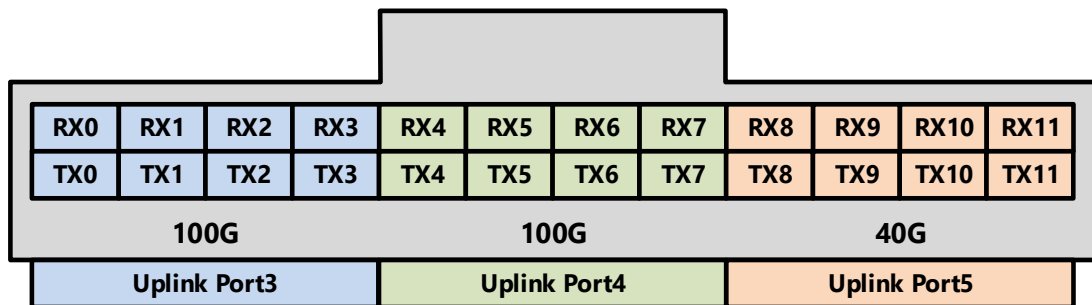 RX0 RX1 RX2 RX3 RX4 RX5 RX6 RX7 RX8 RX9 RX10 RX11
TX0 TX1 TX2 TX3 TX4 TX5 TX6 TX7 TX8 TX9 TX10 TX11
100G 100G 40G
Uplink Port3 Uplink Port4 Uplink Port5